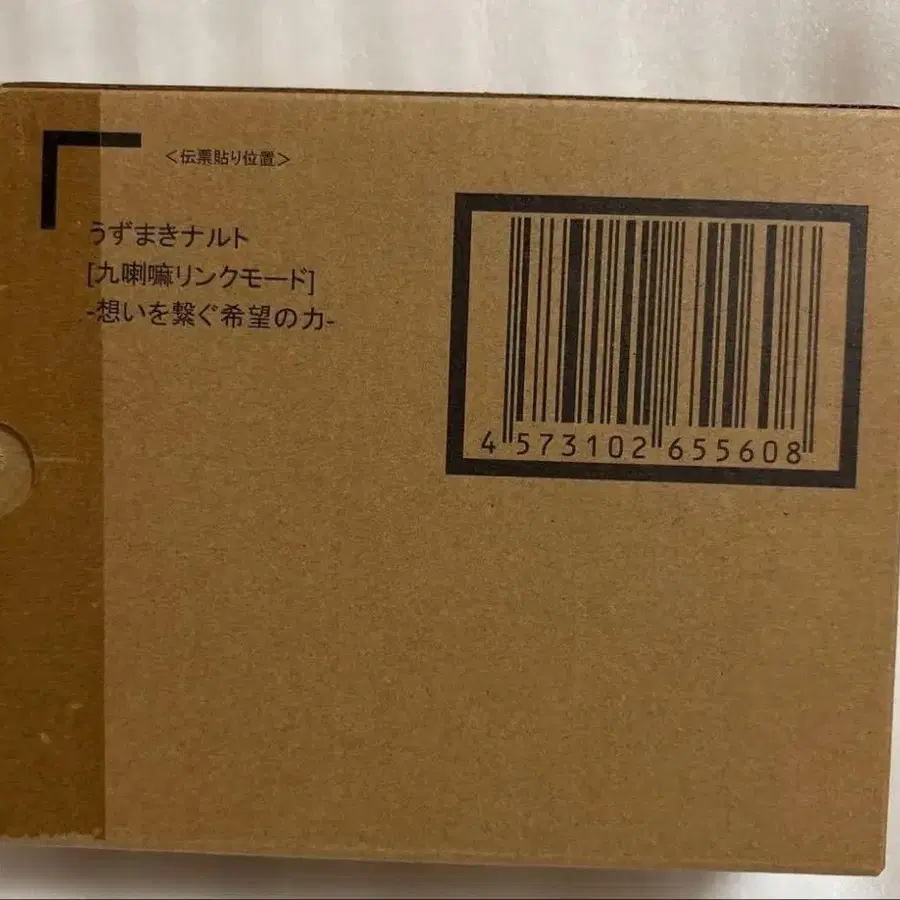 ＜伝票貼り位置＞
うずまきナルト
[九喇嘛リンクモード]
-想いを繋ぐ希望の力-
4 573102 655608